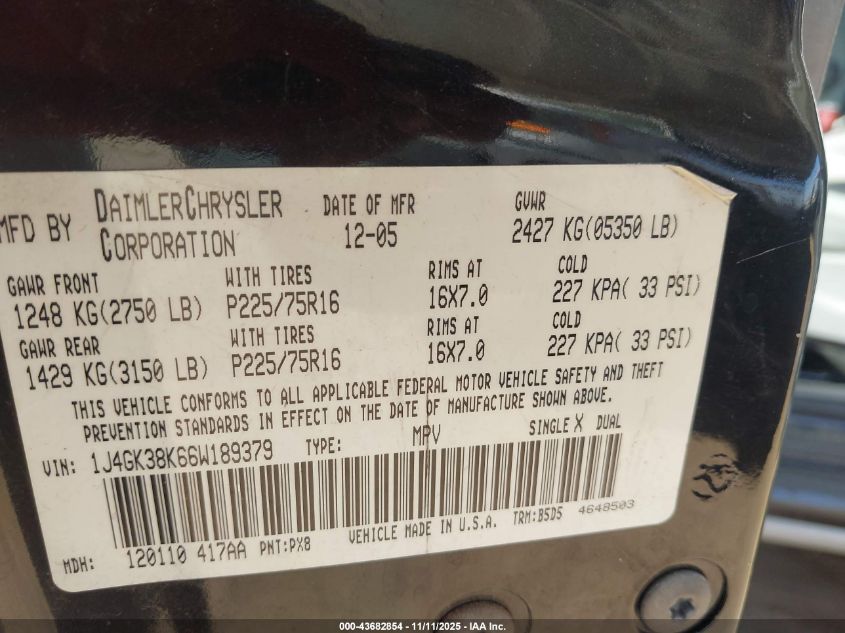 MFD BY DAIMLERCHRYSLER CORPORATION DATE OF MFR 12-05 GVWR 2427 KG(05350 LB)
GAWR FRONT WITH TIRES RIMS AT COLD
1248 KG(2750 LB) P225/75R16 16X7.0 227 KPA( 33 PSI)
GAWR REAR WITH TIRES RIMS AT COLD
1429 KG(3150 LB) P225/75R16 16X7.0 227 KPA( 33 PSI)
THIS VEHICLE CONFORMS TO ALL APPLICABLE FEDERAL MOTOR VEHICLE SAFETY AND THEFT
PREVENTION STANDARDS IN EFFECT ON THE DATE OF MANUFACTURE SHOWN ABOVE.
VIN: 1J4GK38K66W189379 TYPE: MPV SINGLE X DUAL
MDH: 120110 417AA PNT:PX8 VEHICLE MADE IN U.S.A. TRM:B5D5 4648503
000-43682854 - 11/11/2025 - IAA Inc.